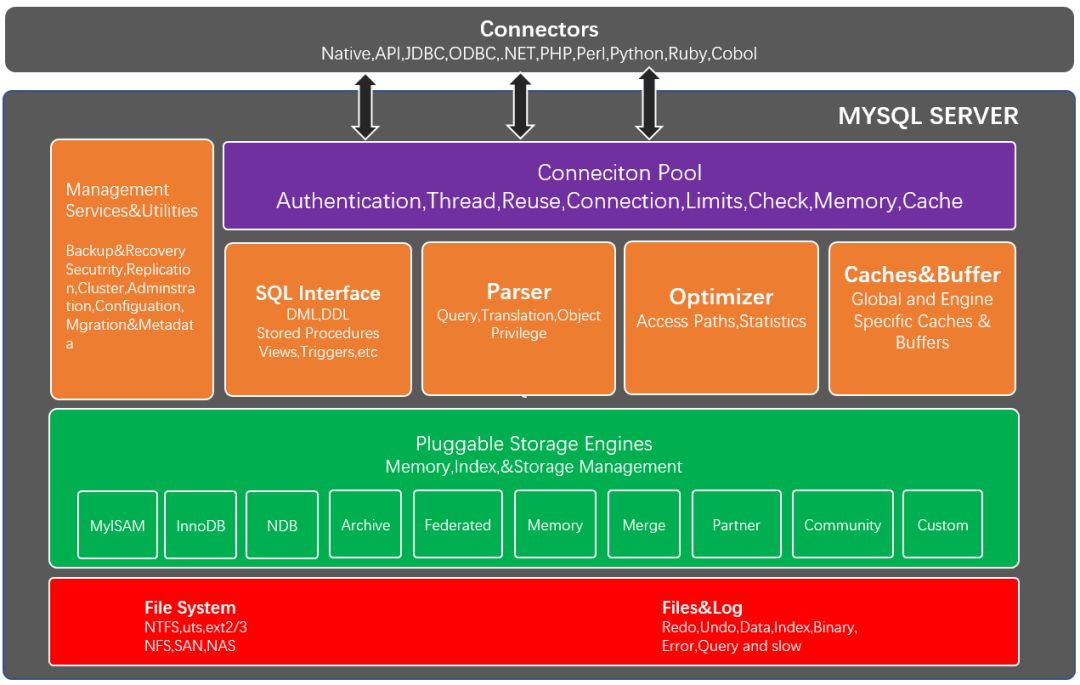 Connectors
Native,API,JDBC,ODBC,.NET,PHP,Perl,Python,Ruby,Cobol
MYSQL SERVER
Management
Services&Utilities
Backup&Recovery
Secutrity,Replicatio
n,Cluster,Adminstra
tion,Configuation,
Mgration&Metadat
a
Conneciton Pool
Authentication,Thread,Reuse,Connection,Limits,Check,Memory,Cache
SQL Interface
DML,DDL
Stored Procedures
Views,Triggers,etc
Parser
Query,Translation,Object
Privilege
Optimizer
Access Paths,Statistics
Caches&Buffer
Global and Engine
Specific Caches &
Buffers
Pluggable Storage Engines
Memory,Index,&Storage Management
MyISAM
InnoDB
NDB
Archive
Federated
Memory
Merge
Partner
Community
Custom
File System
NTFS,uts,ext2/3
NFS,SAN,NAS
Files&Log
Redo,Undo,Data,Index,Binary,
Error,Query and slow